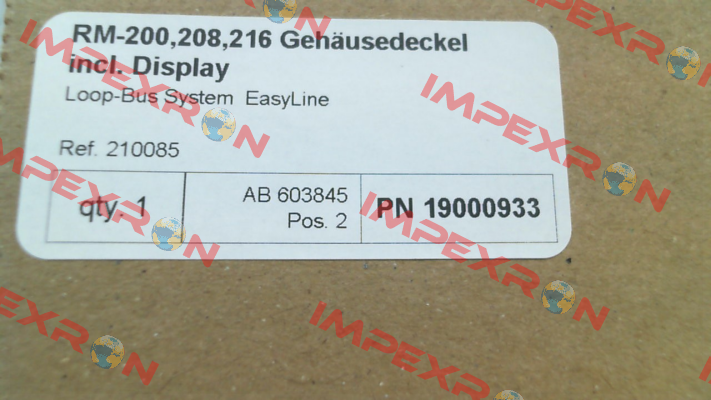 RM-200,208,216 Gehäusedeckel
incl. Display
Loop-Bus System EasyLine
Ref. 210085
qty. 1
AB 603845
Pos. 2
PN 19000933
IMPEXRON
IMPEXRON
IMPEXRON
IMPEXRON
IMPEXRON
IMPEXRON
IMPEXRON